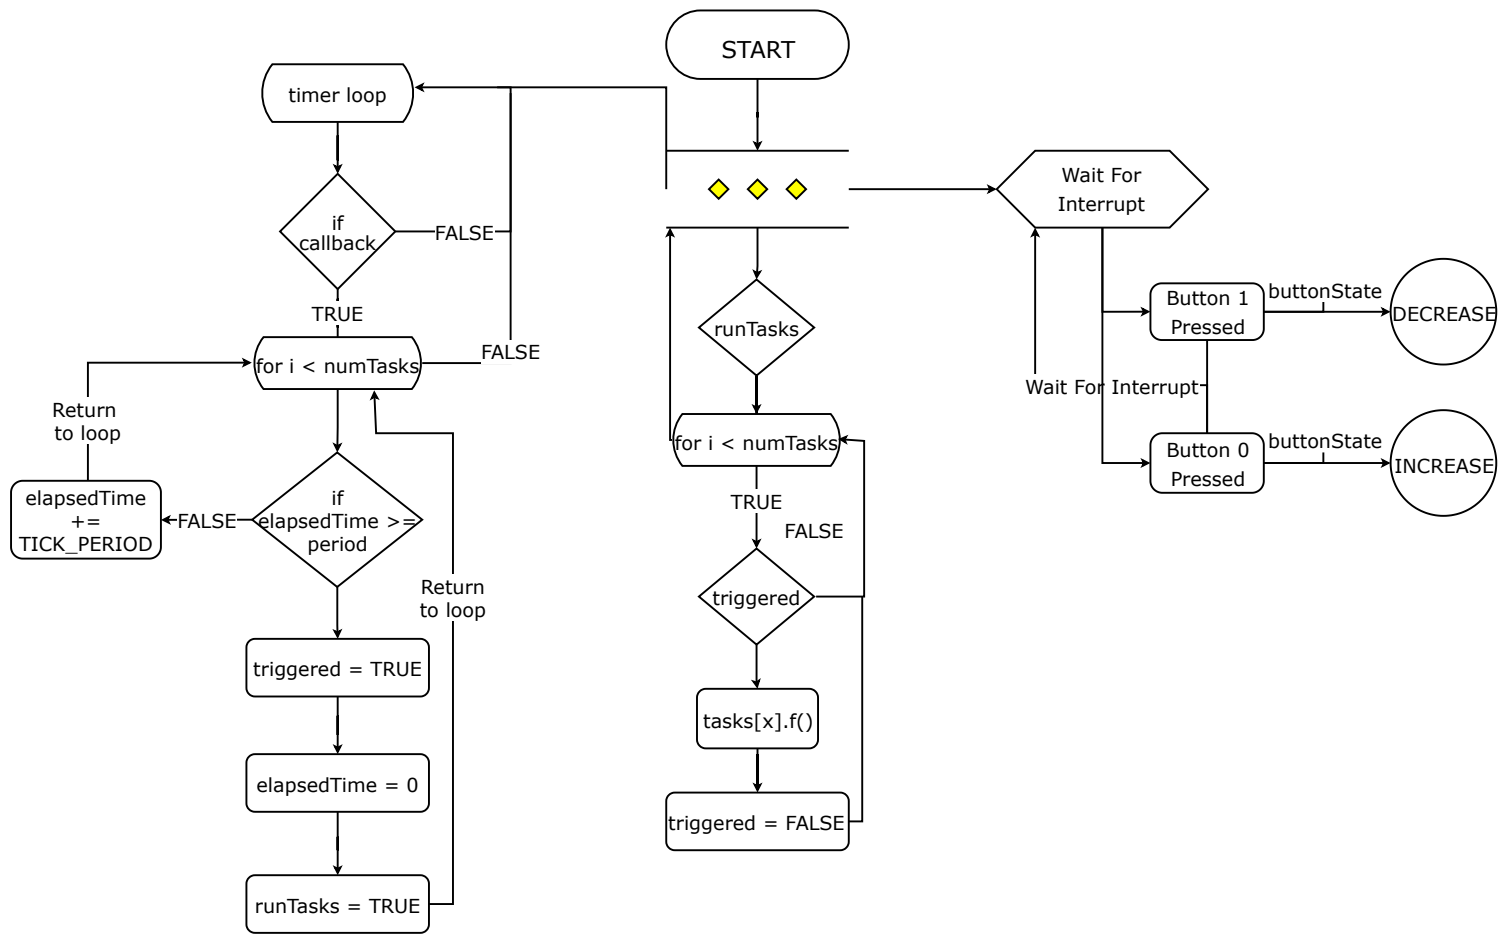 START
timer loop
if
callback
FALSE
TRUE
for i < numTasks
FALSE
Return
to loop
if
elapsedTime >=
period
FALSE
elapsedTime
+=
TICK_PERIOD
Return
to loop
triggered = TRUE
elapsedTime = 0
runTasks = TRUE
runTasks
for i < numTasks
TRUE
FALSE
triggered
tasks[x].f()
triggered = FALSE
Wait For
Interrupt
Button 1
Pressed
buttonState
DECREASE
Wait For Interrupt
Button 0
Pressed
buttonState
INCREASE